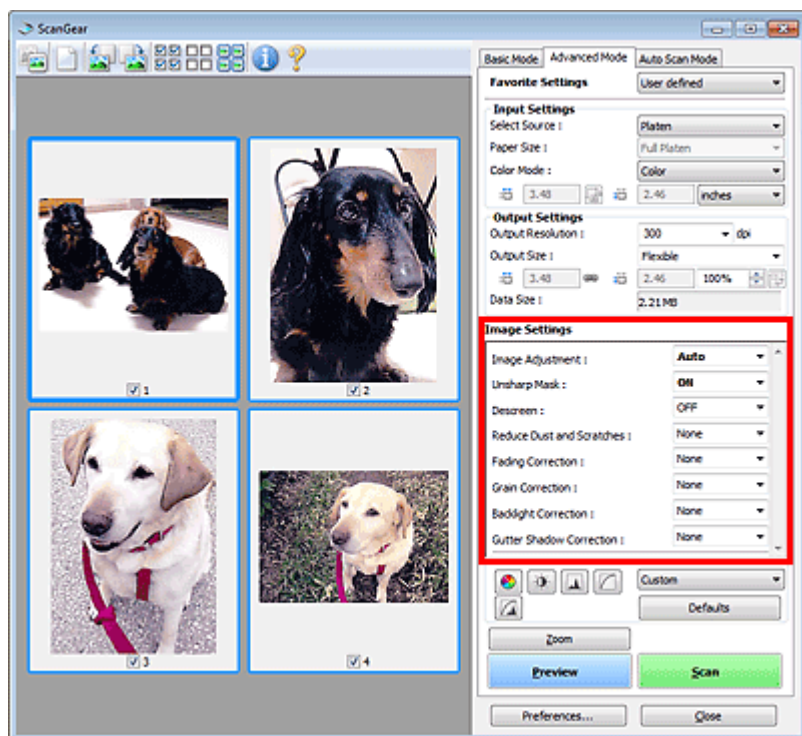 ScanGear
Basic Mode Advanced Mode Auto Scan Mode
Favorite Settings User defined
Input Settings
Select Source : Platen
Paper Size : Full Platen
Color Mode : Color
3.48 2.46 inches
Output Settings
Output Resolution : 300 dpi
Output Size : Flexible
3.48 2.46 100%
Data Size : 2.21MB
Image Settings
Image Adjustment : Auto
Unsharp Mask : ON
Descreen : OFF
Reduce Dust and Scratches : None
Fading Correction : None
Grain Correction : None
Backlight Correction : None
Gutter Shadow Correction : None
1
2
3
4
Custom
Defaults
Zoom
Preview Scan
Preferences... Close